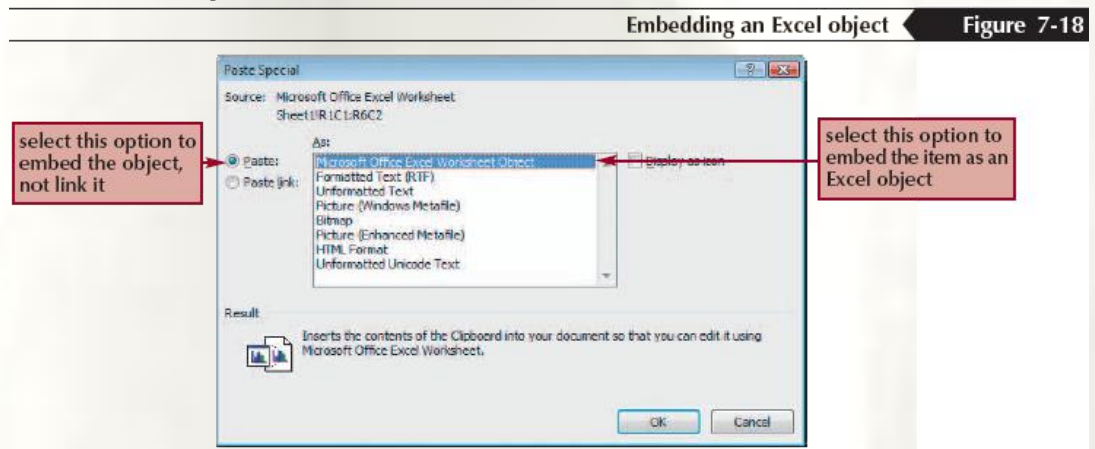 Embedding an Excel object
Figure 7-18
Paste Special
Source: Microsoft Office Excel Worksheet
Sheet1!R1C1:R6C2
As:
Paste:
Paste link:
Microsoft Office Excel Worksheet Object
Formatted Text (RTF)
Unformatted Text
Picture (Windows Metafile)
Bitmap
Picture (Enhanced Metafile)
HTML Format
Unformatted Unicode Text
Display as icon
select this option to
embed the object,
not link it
select this option to
embed the item as an
Excel object
Result
Inserts the contents of the Clipboard into your document so that you can edit it using
Microsoft Office Excel Worksheet.
OK
Cancel